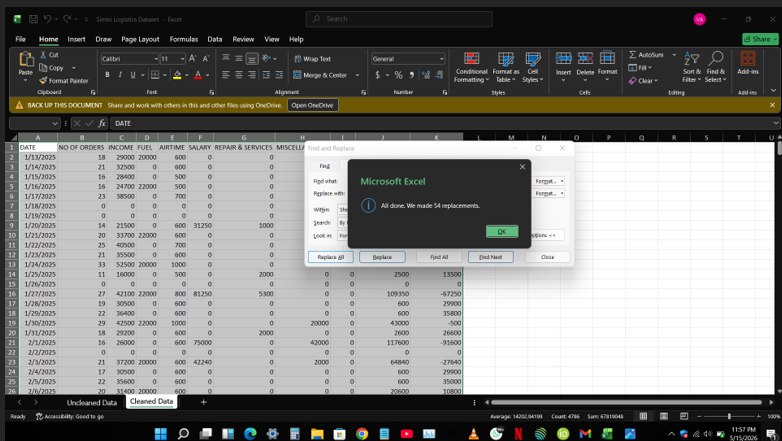 Simbi Logistics Dataset - Excel
Search
VA
File Home Insert Draw Page Layout Formulas Data Review View Help
Share
Paste
Cut
Copy
Format Painter
Clipboard
Calibri 11
B I U
Font
Wrap Text
Merge & Center
Alignment
General
Number
Conditional Formatting
Format as Table
Cell Styles
Styles
Insert Delete Format
Cells
AutoSum
Fill
Clear
Sort & Filter
Find & Select
Editing
Add-ins
Add-ins
BACK UP THIS DOCUMENT Share and work with others in this and other files using OneDrive. Open OneDrive
fx DATE
A B C D E F G H I J K L M N O P Q R S T U
1 DATE NO OF ORDERS INCOME FUEL AIRTIME SALARY REPAIR & SERVICES MISCELLA
2 1/13/2025 18 29000 20000 600 0 0
3 1/14/2025 21 32500 0 600 0 0
4 1/15/2025 16 28400 0 500 0 0
5 1/16/2025 16 24700 22000 500 0 0
6 1/17/2025 23 38500 0 700 0 0
7 1/18/2025 0 0 0 0 0 0
8 1/19/2025 0 0 0 0 0 0
9 1/20/2025 14 21500 0 600 31250 1000
10 1/21/2025 20 33700 22000 600 0 0
11 1/22/2025 25 40500 0 700 0 0
12 1/23/2025 21 35500 0 600 0 0
13 1/24/2025 33 52500 20000 1000 0 0
14 1/25/2025 11 16000 0 500 0 2000 0 0 2500 13500
15 1/26/2025 0 0 0 0 0 0 0 0 0 0
16 1/27/2025 27 42100 22000 800 81250 5300 0 0 109350 -67250
17 1/28/2025 19 30500 0 600 0 0 0 0 600 29900
18 1/29/2025 22 36400 0 600 0 0 0 0 600 35800
19 1/30/2025 29 42500 22000 1000 0 0 20000 0 43000 -500
20 1/31/2025 18 29200 0 600 0 2000 0 0 2600 26600
21 2/1/2025 16 26000 0 600 75000 0 42000 0 117600 -91600
22 2/2/2025 0 0 0 0 0 0 0 0 0 0
23 2/3/2025 21 37200 20000 600 42240 0 2000 0 64840 -27640
24 2/4/2025 17 30500 0 600 0 0 0 0 600 29900
25 2/5/2025 22 35600 0 600 0 0 0 0 600 35000
26 2/6/2025 20 31400 20000 600 0 0 0 0 20600 10800
Find and Replace
Find
Find what:
Replace with:
Format...
Format...
Within:
Search:
Look in:
Replace All Replace Find All Find Next Close
Microsoft Excel
All done. We made 54 replacements.
OK
Uncleaned Data Cleaned Data
Ready Accessibility: Good to go Average: 14202.94199 Count: 4786 Sum: 67819048 100%
11:57 PM
5/15/2026